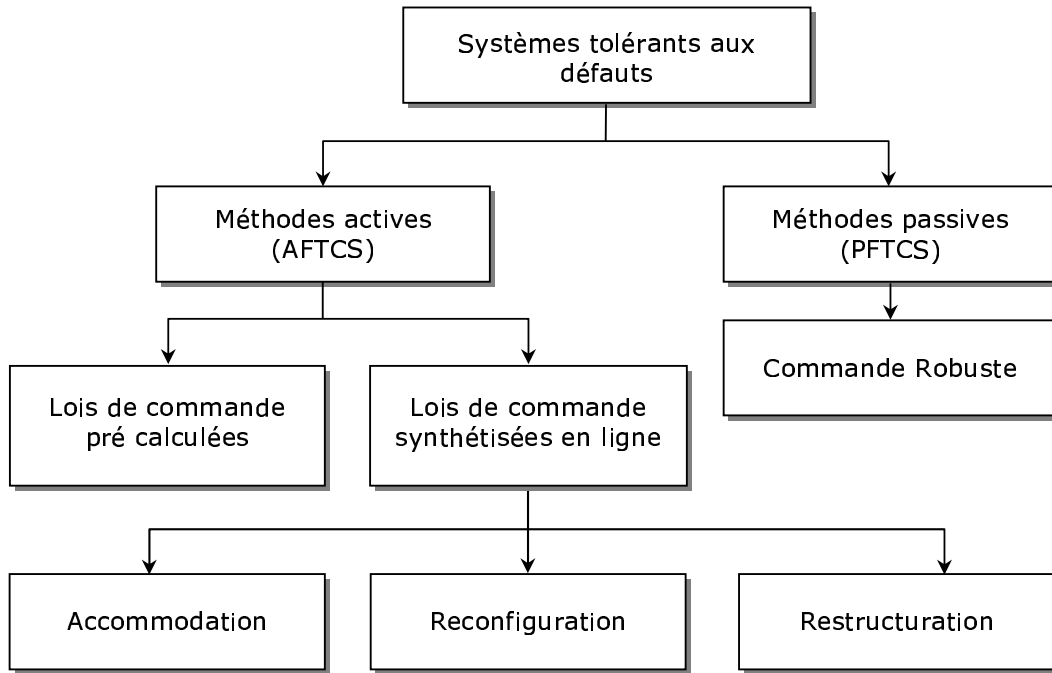 Systèmes tolérants aux
défauts
Méthodes actives
(AFTCS)
Méthodes passives
(PFTCS)
Lois de commande
pré calculées
Lois de commande
synthétisées en ligne
Commande Robuste
Accommodation
Reconfiguration
Restructuration